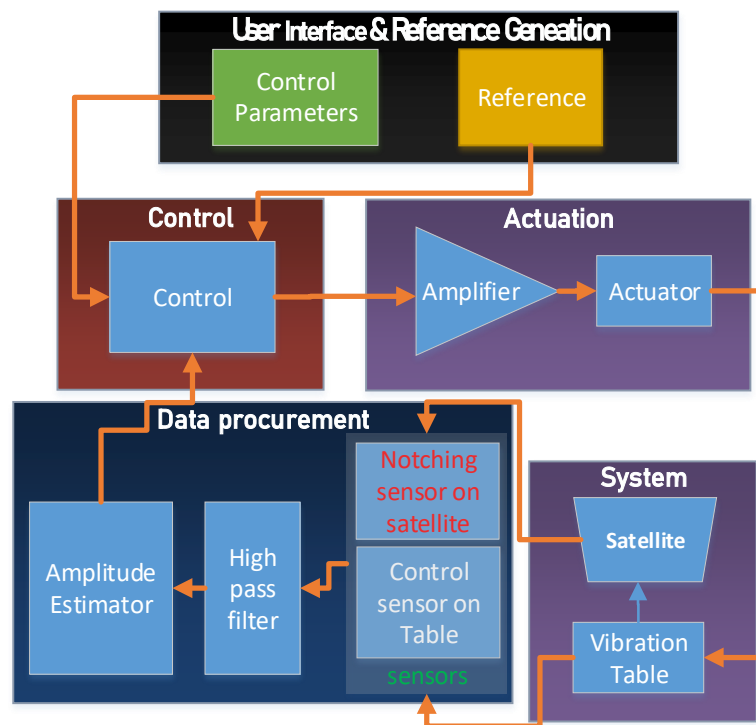 User Interface & Reference Geneation
Control
Parameters
Reference
Control
Control
Actuation
Amplifier
Actuator
Data procurement
Notching
sensor on
satellite
Control
sensor on
Table
sensors
High
pass
filter
Amplitude
Estimator
System
Satellite
Vibration
Table